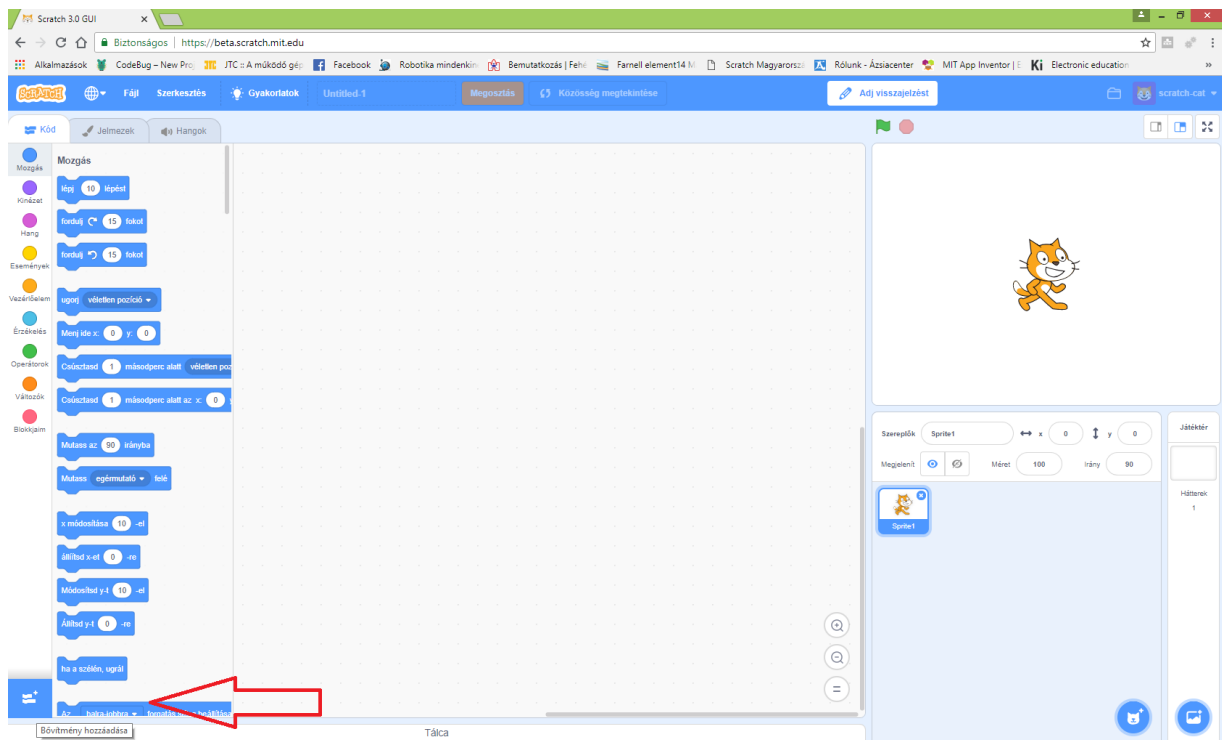 Scratch 3.0 GUI
Biztonságos | https://beta.scratch.mit.edu
Alkalmazások CodeBug – New Proj JTC :: A működő gép Facebook Robotika mindenkin Bemutatkozás | Fehé Farnell element14 M Scratch Magyarorszá Rólunk - Ázsiacenter MIT App Inventor | E Ki Electronic education »
SCRATCH Fájl Szerkesztés Gyakorlatok Untitled-1 Megosztás Közösség megtekintése Adj visszajelzést scratch-cat
Kód Jelmezek Hangok
Mozgás
Kinézet
Hang
Események
Vezérlőelem
Érzékelés
Operátorok
Változók
Blokkjaim
Mozgás
lépj 10 lépést
fordulj 15 fokot
fordulj 15 fokot
ugorj véletlen pozíció
Menj ide x: 0 y: 0
Csúsztasd 1 másodperc alatt véletlen poz
Csúsztasd 1 másodperc alatt az x: 0 y
Mutass az 90 irányba
Mutass egérmutató felé
x módosítása 10 -el
állítsd x-et 0 -re
Módosítsd y-t 10 -el
Állítsd y-t 0 -re
ha a szélén, ugrál
Az balra-jobbra forgatás
Bővítmény hozzáadása
Tálca
Szereplők Sprite1 x 0 y 0
Megjelenít Méret 100 Irány 90
Sprite1
Játéktér
Hátterek
1